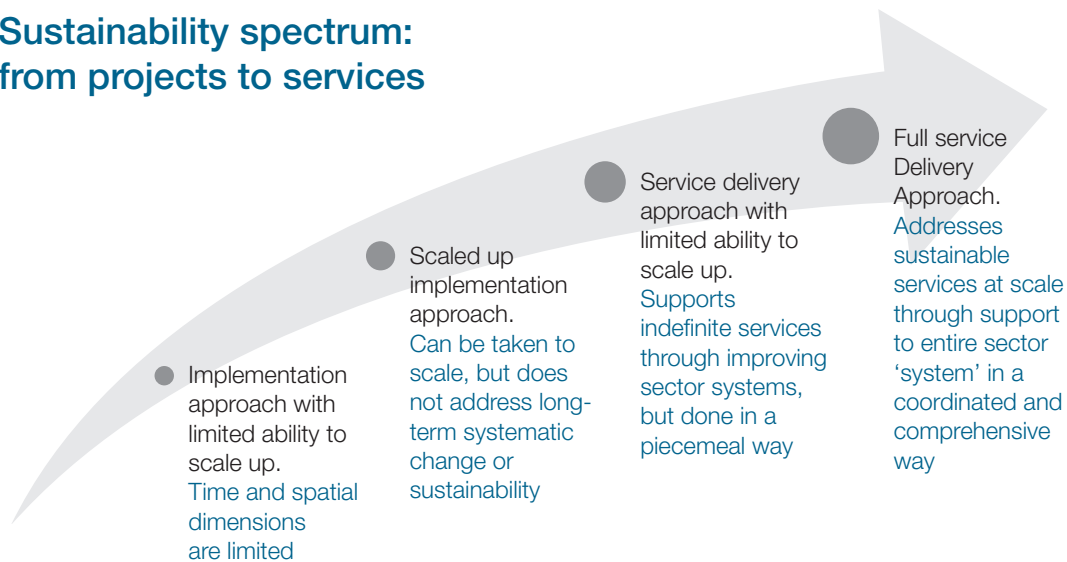 Sustainability spectrum:
from projects to services
Implementation
approach with
limited ability to
scale up.
Time and spatial
dimensions
are limited
Scaled up
implementation
approach.
Can be taken to
scale, but does
not address long-
term systematic
change or
sustainability
Service delivery
approach with
limited ability to
scale up.
Supports
indefinite services
through improving
sector systems,
but done in a
piecemeal way
Full service
Delivery
Approach.
Addresses
sustainable
services at scale
through support
to entire sector
‘system’ in a
coordinated and
comprehensive
way